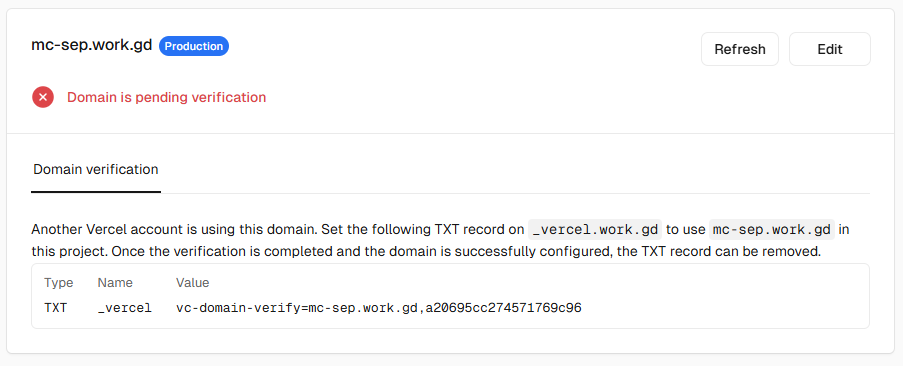 mc-sep.work.gd Production
Refresh Edit
Domain is pending verification
Domain verification
Another Vercel account is using this domain. Set the following TXT record on _vercel.work.gd to use mc-sep.work.gd in
this project. Once the verification is completed and the domain is successfully configured, the TXT record can be removed.
Type Name Value
TXT _vercel vc-domain-verify=mc-sep.work.gd,a20695cc274571769c96